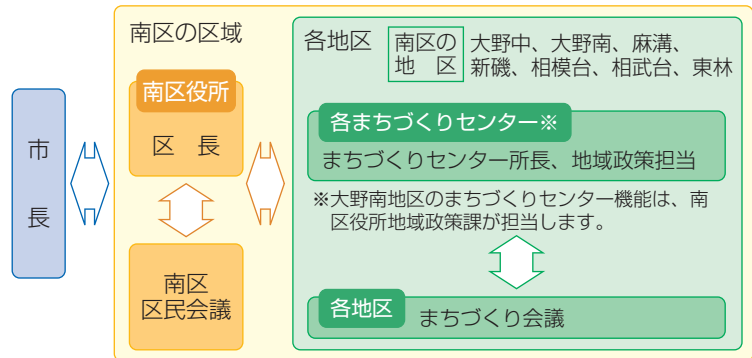 市長
南区の区域
南区役所
区 長
南区
区民会議
各地区
南区の
地 区
大野中、大野南、麻溝、
新磯、相模台、相武台、東林
各まちづくりセンター※
まちづくりセンター所長、地域政策担当
※大野南地区のまちづくりセンター機能は、南
区役所地域政策課が担当します。
各地区
まちづくり会議